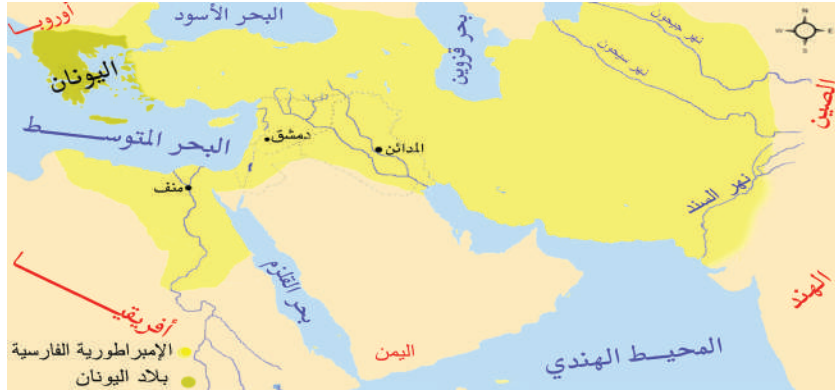 أوروبا
البحر الأسود
N
W
E
S
بحر قزوين
نهر جيحون
نهر سيحون
الصين
اليونان
البحر المتوسط
دمشق
المدائن
منف
نهر السند
بحر القلزم
الهند
أفريقيا
اليمن
المحيط الهندي
الإمبراطورية الفارسية
بلاد اليونان